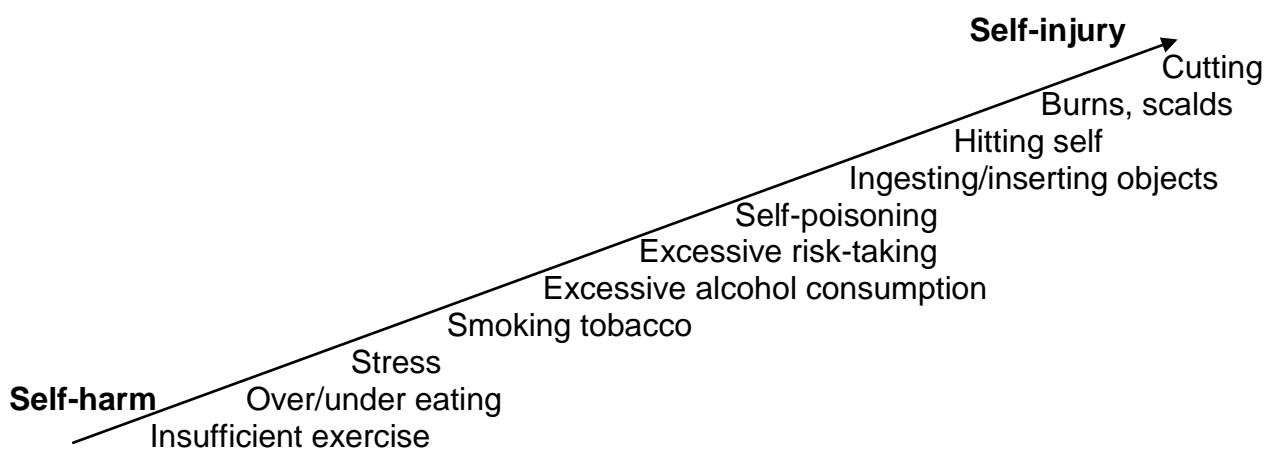 Self-injury
Cutting
Burns, scalds
Hitting self
Ingesting/inserting objects
Self-poisoning
Excessive risk-taking
Excessive alcohol consumption
Smoking tobacco
Stress
Self-harm Over/under eating
Insufficient exercise